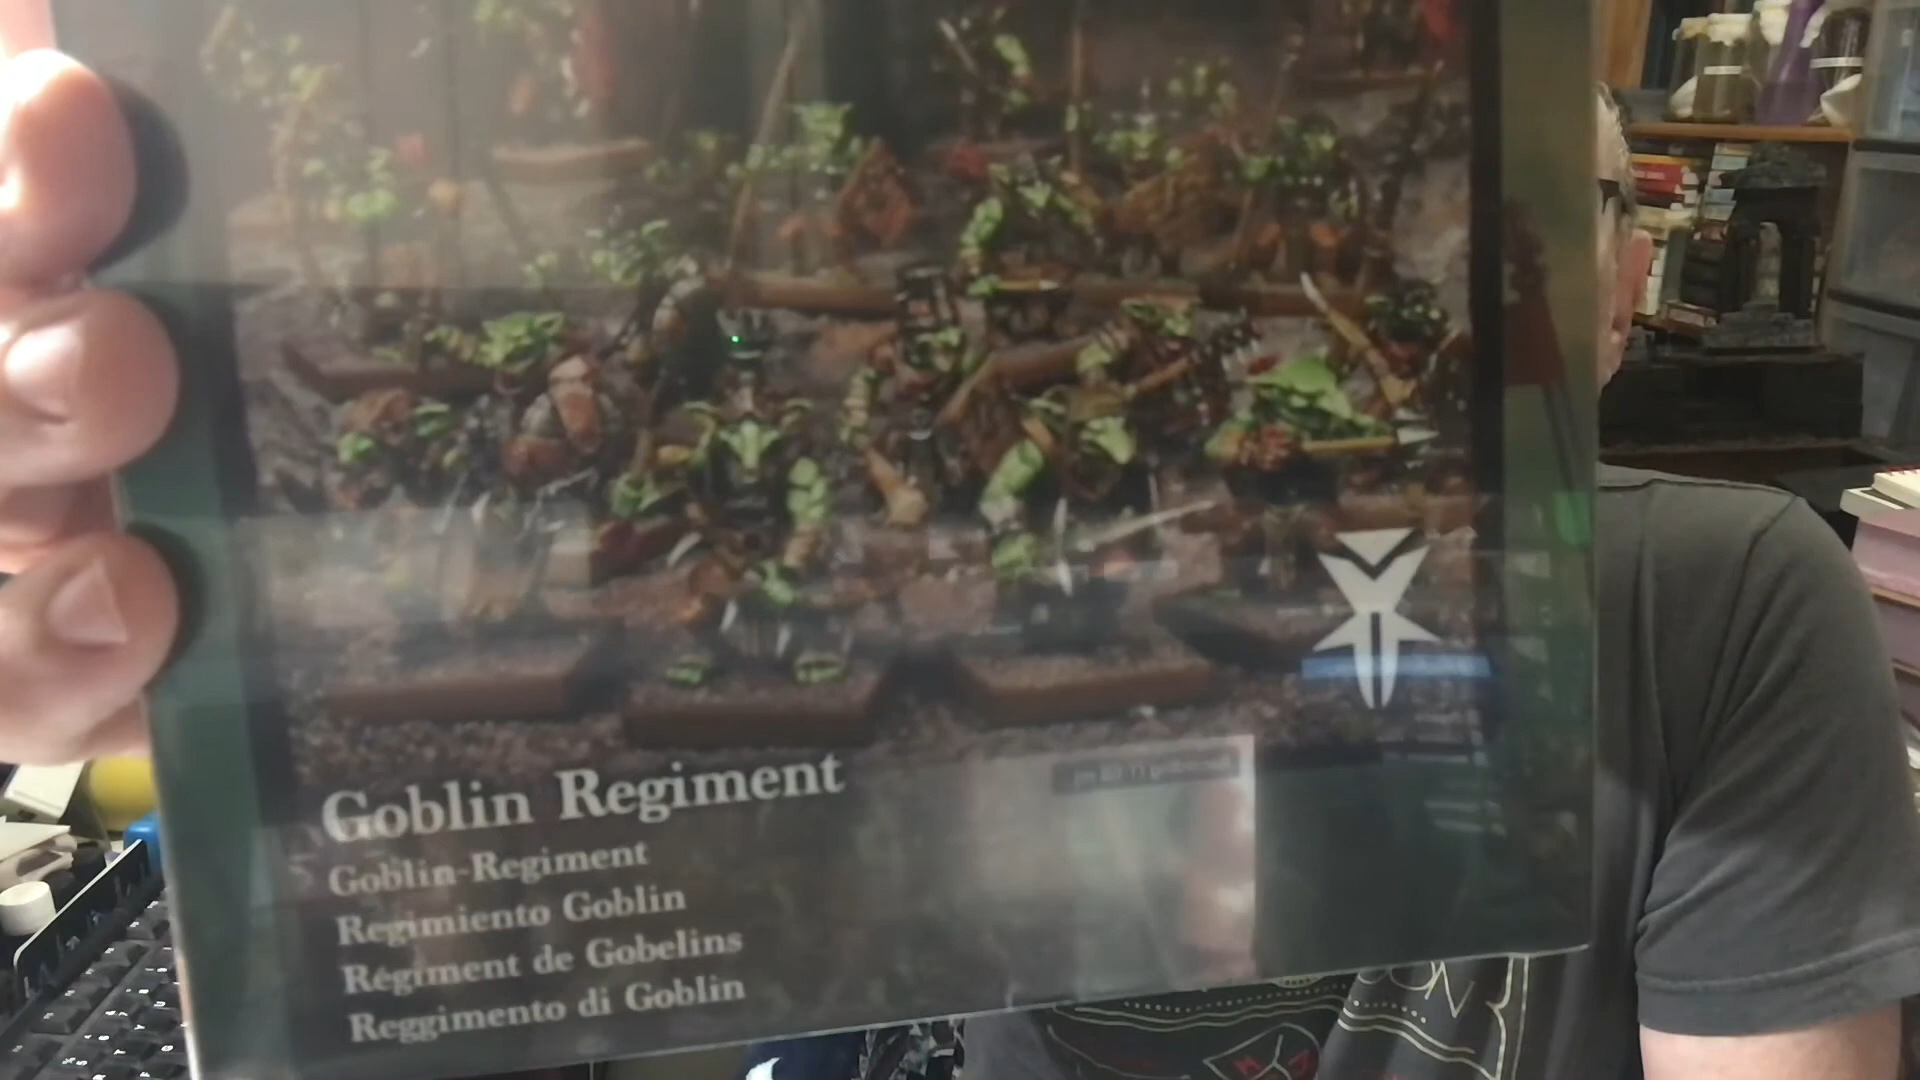 Goblin Regiment
Goblin-Regiment
Regimiento Goblin
Régiment de Gobelins
Reggimento di Goblin